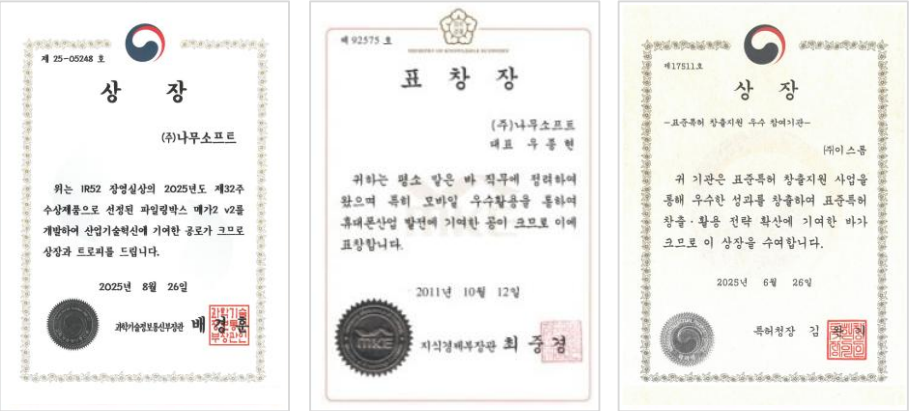 제 25-05248 호
상 장
(주)나무소프트
위는 IR52 장영실상의 2025년도 제32주
수상제품으로 선정된 파일링박스 메가2 v2를
개발하여 산업기술혁신에 기여한 공로가 크므로
상장과 트로피를 드립니다.
2025년 8월 26일
과학기술정보통신부장관 배 경 훈
제 92575 호
MINISTRY OF KNOWLEDGE ECONOMY
표 창 장
(주)나무소프트
대표 우 종 현
귀하는 평소 맡은 바 직무에 정려하여
왔으며 특히 모바일 우수활용을 통하여
휴대폰산업 발전에 기여한 공이 크므로 이에
표창합니다.
2011년 10월 12일
MKE
지식경제부장관 최 중 경
제17511호
상 장
-표준특허 창출지원 우수 참여기관-
㈜이스톰
귀 기관은 표준특허 창출지원 사업을
통해 우수한 성과를 창출하여 표준특허
창출·활용 전략 확산에 기여한 바가
크므로 이 상장을 수여합니다.
2025년 6월 26일
특허청장 김